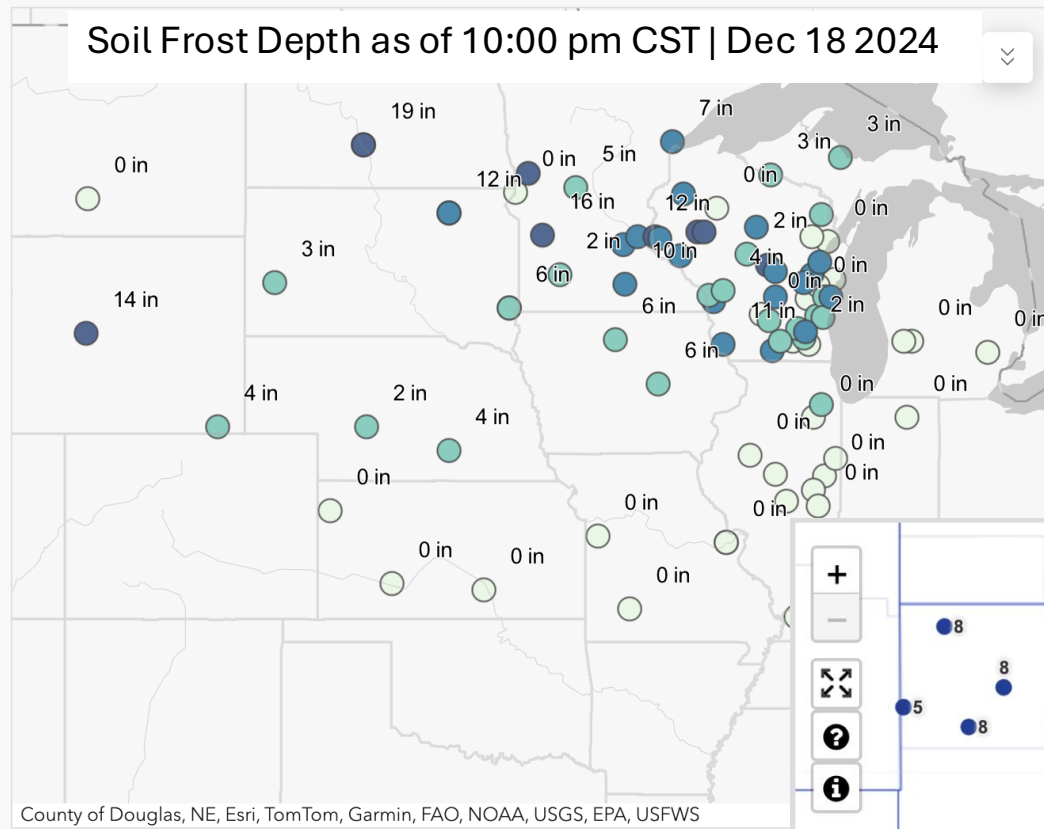 Soil Frost Depth as of 10:00 pm CST | Dec 18 2024
7 in
19 in
3 in
3 in
0 in
5 in
0 in
0 in
12 in
16 in
12 in
0 in
2 in
2 in
3 in
10 in
4 in
0 in
6 in
0 in
14 in
6 in
11 in
2 in
0 in
0 in
6 in
4 in
2 in
0 in
0 in
4 in
0 in
0 in
0 in
0 in
0 in
0 in
0 in
0 in
0 in
+
−
8
8
5
8
?
i
County of Douglas, NE, Esri, TomTom, Garmin, FAO, NOAA, USGS, EPA, USFWS